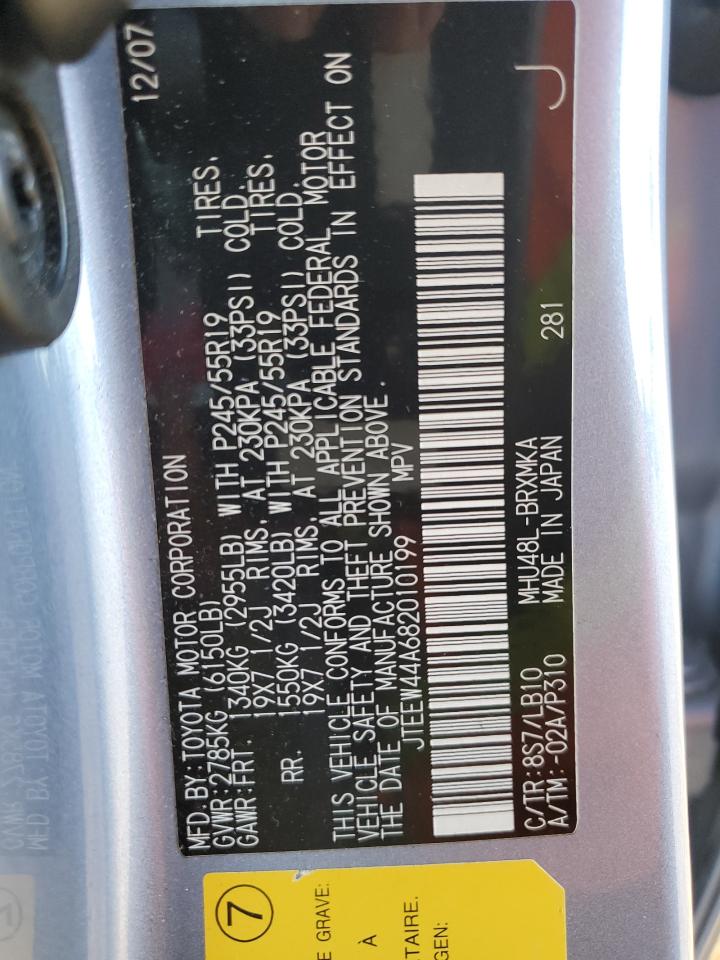 MFD. BY: TOYOTA MOTOR CORPORATION 12/07
GVWR: 2785KG (6150LB)
GAWR: FRT. 1340KG (2955LB) WITH P245/55R19 TIRES,
19X7 1/2J RIMS, AT 230KPA (33PSI) COLD.
RR. 1550KG (3420LB) WITH P245/55R19 TIRES,
19X7 1/2J RIMS, AT 230KPA (33PSI) COLD.
THIS VEHICLE CONFORMS TO ALL APPLICABLE FEDERAL MOTOR
VEHICLE SAFETY AND THEFT PREVENTION STANDARDS IN EFFECT ON
THE DATE OF MANUFACTURE SHOWN ABOVE.
JTEEW44A682010199 MPV
C/TR: 8S7/LB10 MHU48L-BRXMKA
A/TM: -02A/P310 MADE IN JAPAN 281 J
7
E GRAVE:
À
TAIRE.
GEN: